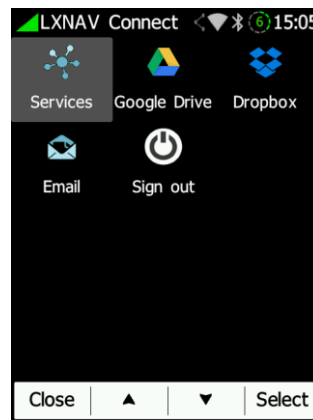 LXNAV Connect 6 15:05
Services Google Drive Dropbox
Email Sign out
Close Select